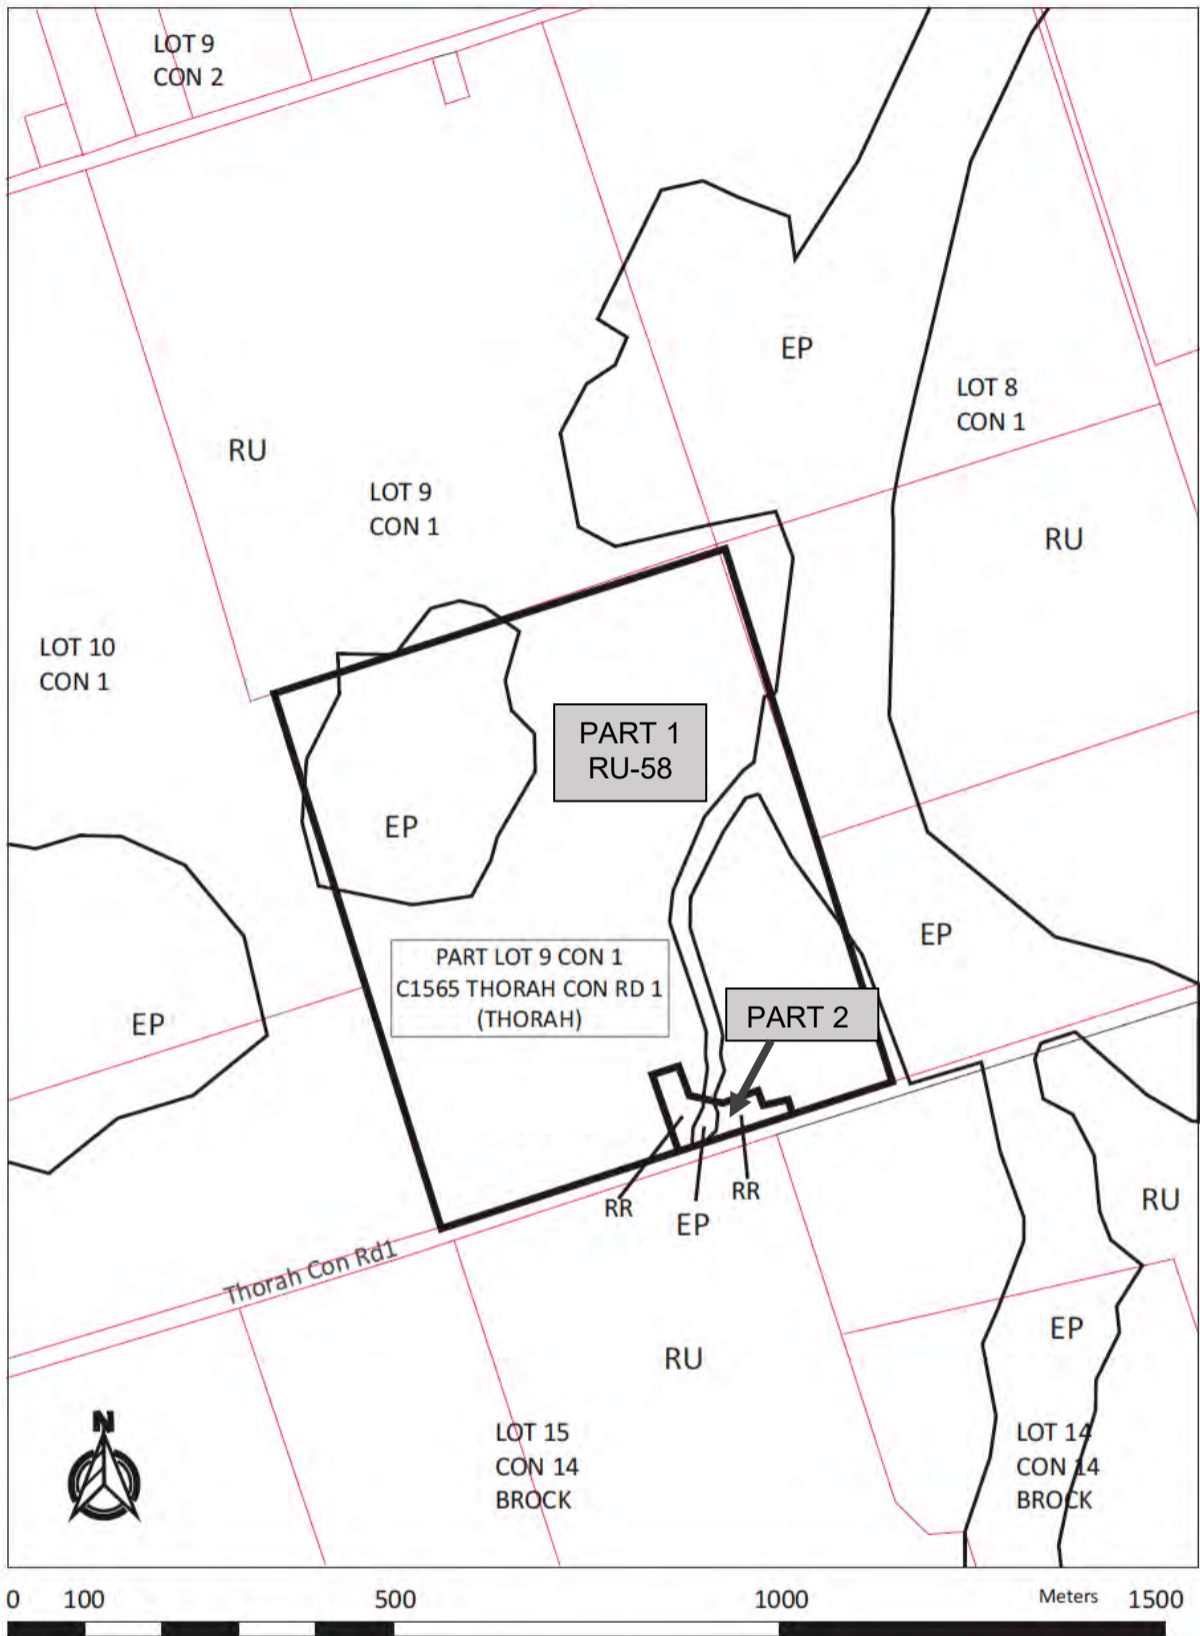 LOT 9
CON 2
EP
LOT 8
CON 1
RU
LOT 9
CON 1
RU
LOT 10
CON 1
PART 1
RU-58
EP
EP
PART LOT 9 CON 1
C1565 THORAH CON RD 1
(THORAH)
PART 2
EP
RR
EP
RR
RU
Thorah Con Rd1
EP
RU
LOT 15
CON 14
BROCK
LOT 14
CON 14
BROCK
N
0 100 500 1000 Meters 1500